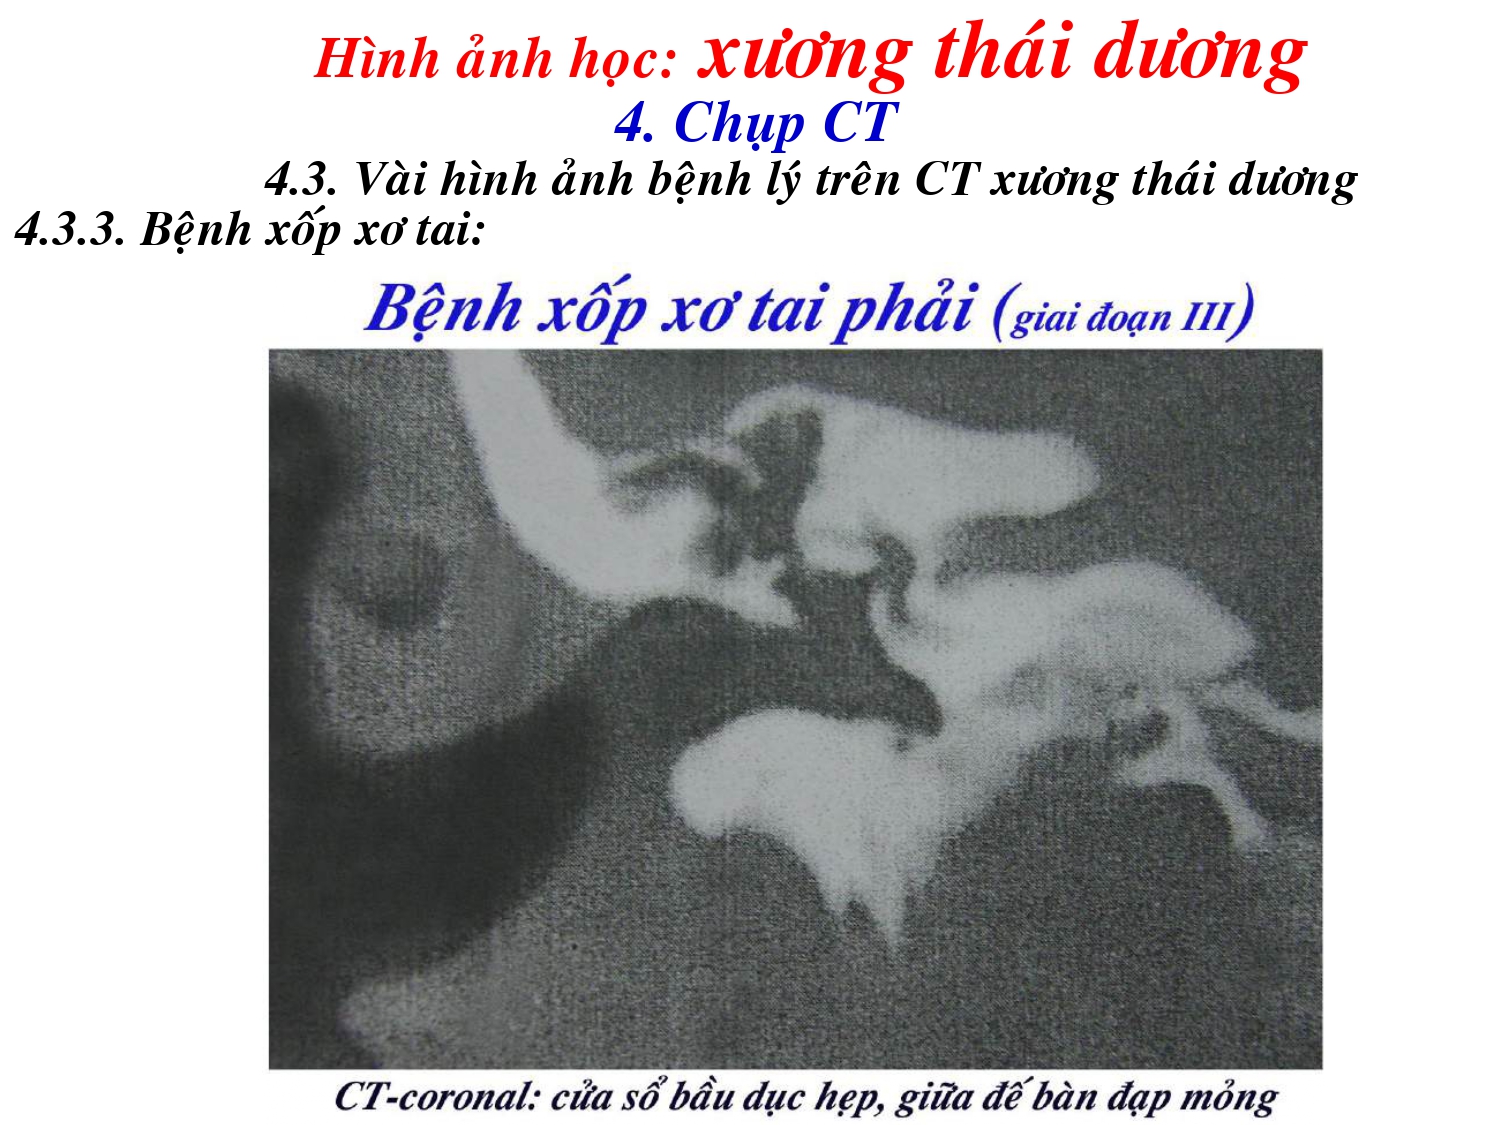 Hình ảnh học: xương thái dương
4. Chụp CT
4.3. Vài hình ảnh bệnh lý trên CT xương thái dương
4.3.3. Bệnh xốp xơ tai:
Bệnh xốp xơ tai phải (giai đoạn III)
CT-coronal: cửa sổ bầu dục hẹp, giữa đế bàn đạp mỏng